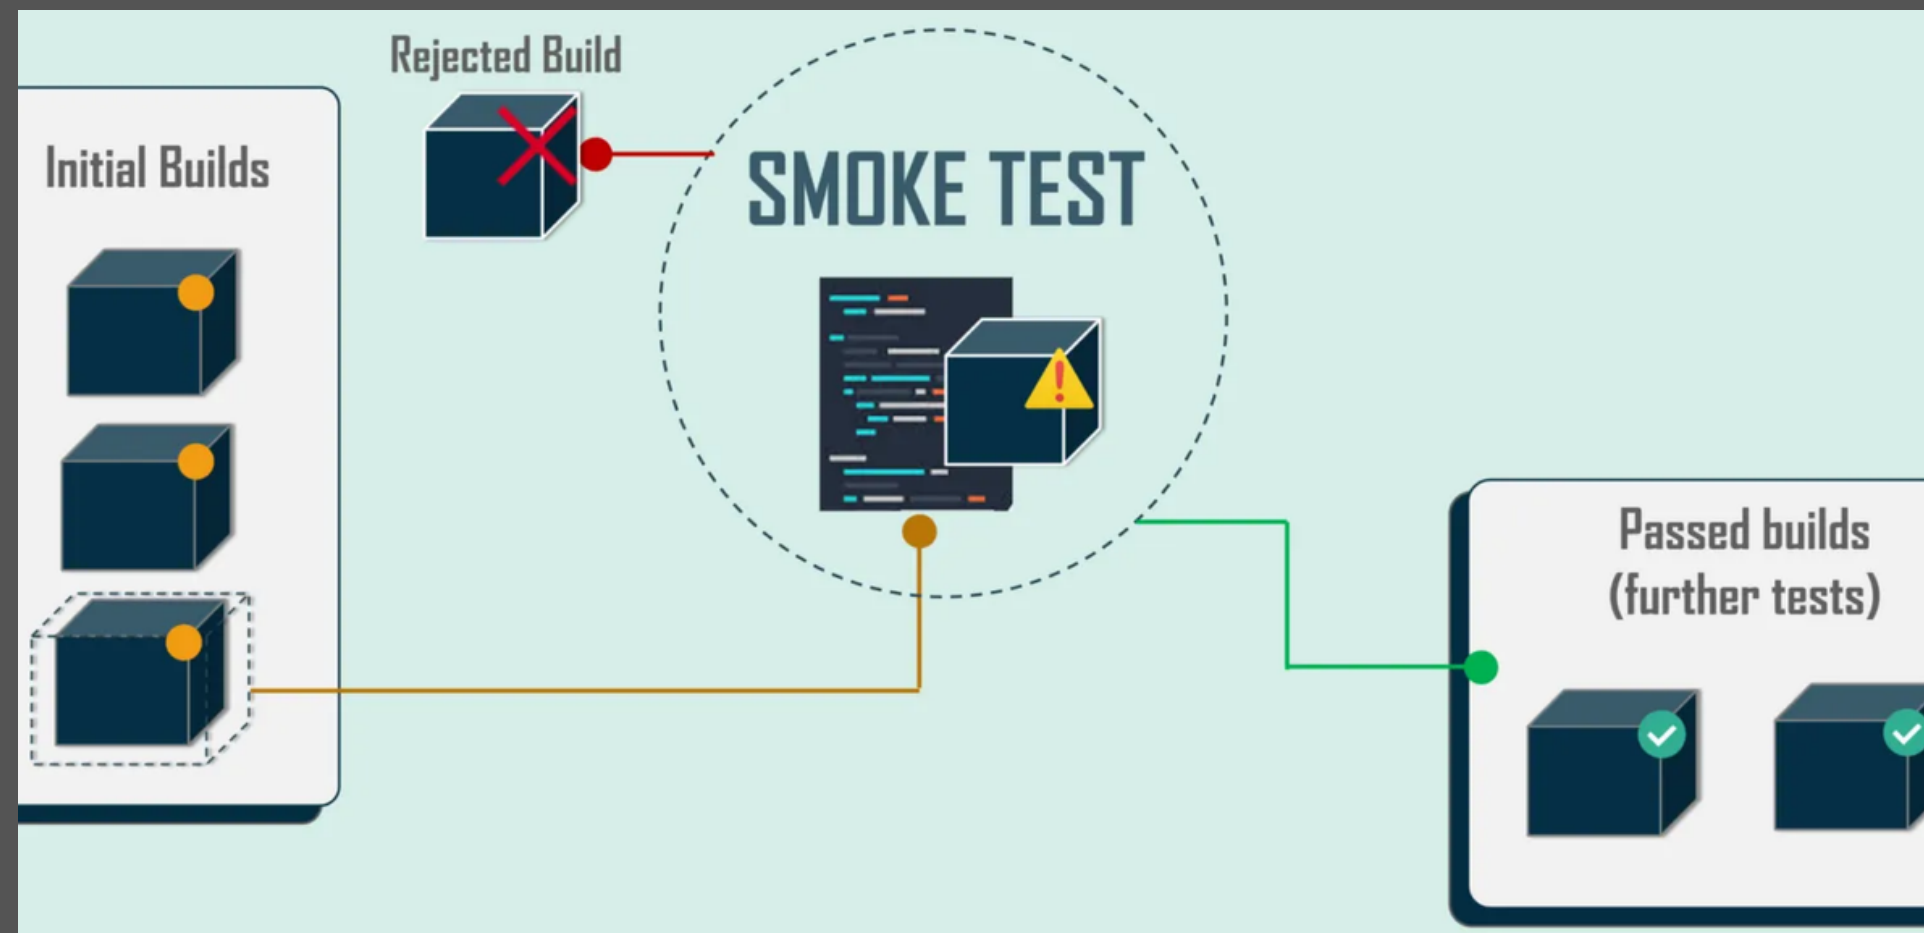 Rejected Build
Initial Builds
SMOKE TEST
Passed builds
(further tests)